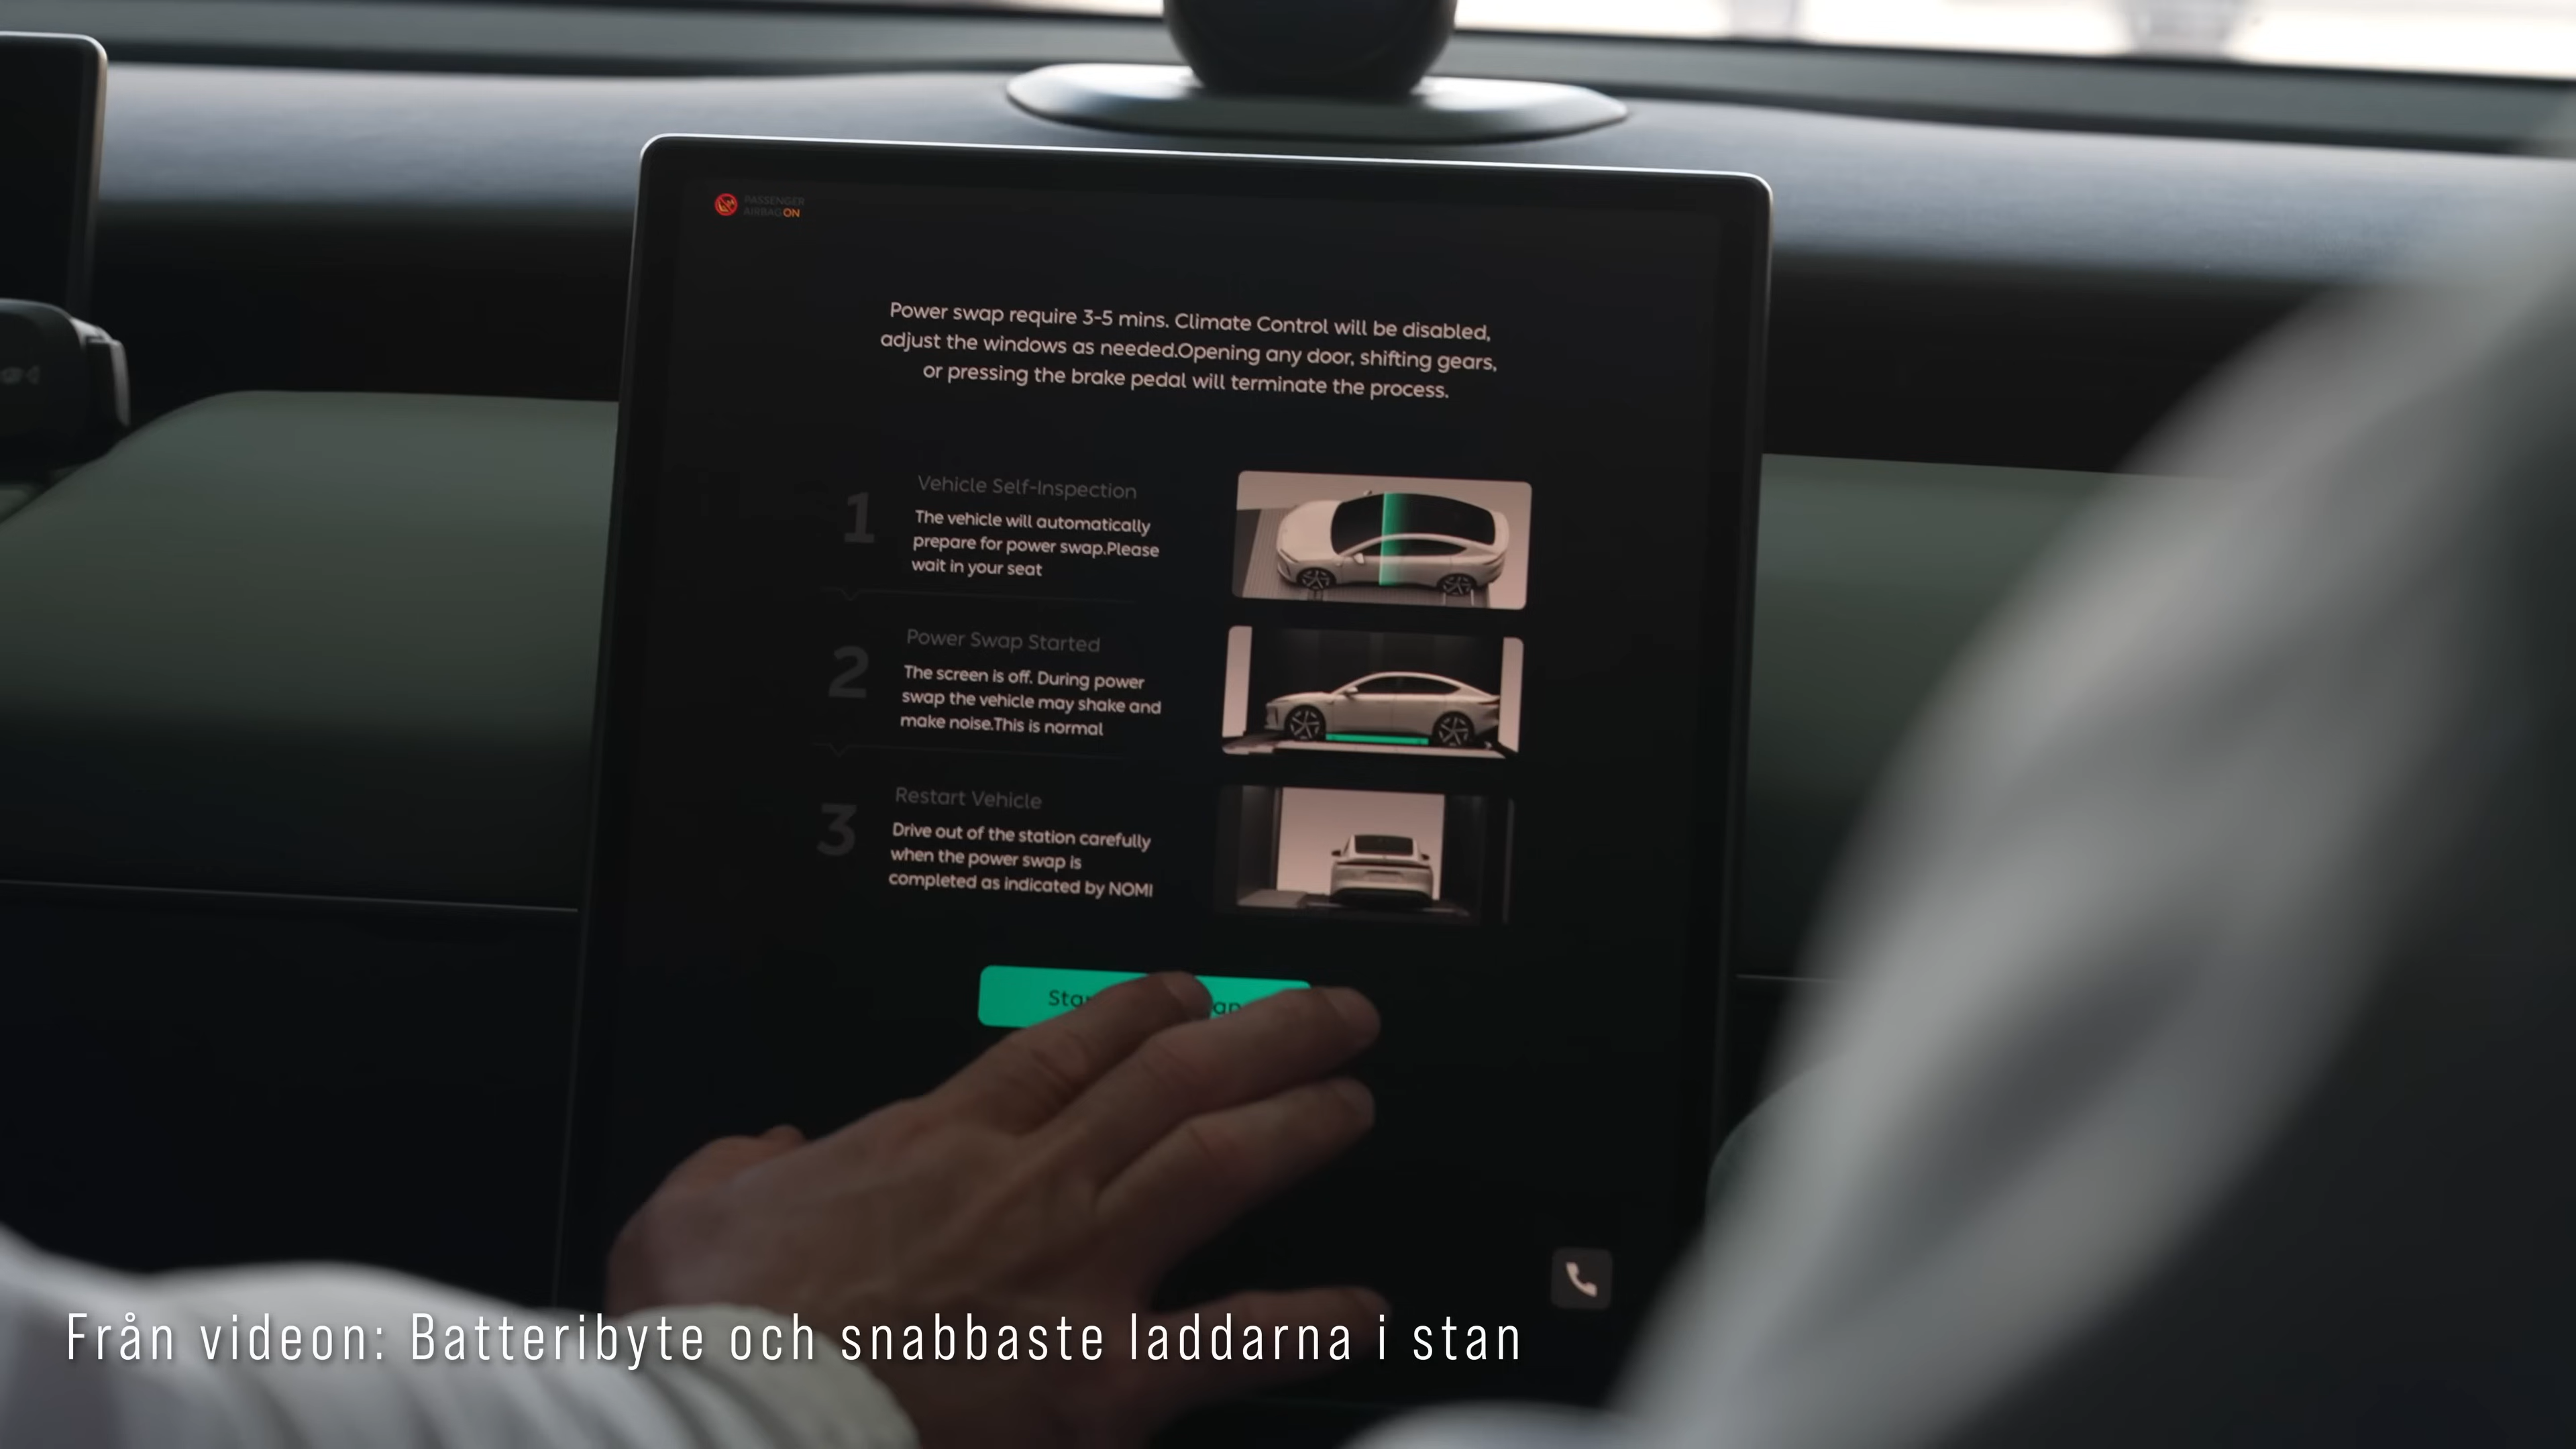 PASSENGER
AIRBAG ON
Power swap require 3-5 mins. Climate Control will be disabled,
adjust the windows as needed.Opening any door, shifting gears,
or pressing the brake pedal will terminate the process.
1
Vehicle Self-Inspection
The vehicle will automatically
prepare for power swap.Please
wait in your seat
2
Power Swap Started
The screen is off. During power
swap the vehicle may shake and
make noise.This is normal
3
Restart Vehicle
Drive out of the station carefully
when the power swap is
completed as indicated by NOMI
Från videon: Batteribyte och snabbaste laddarna i stan